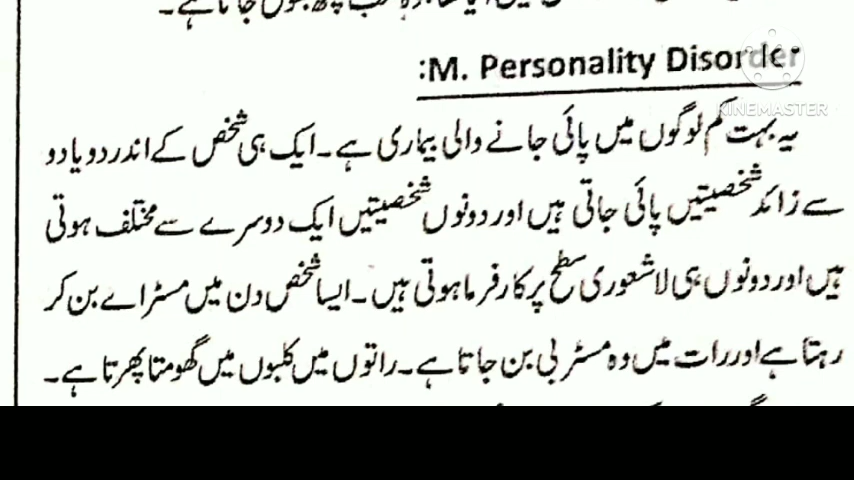 جاتا ہے۔
M. Personality Disorder:
KINEMASTER
یہ بہت کم لوگوں میں پائی جانے والی بیماری ہے۔ ایک ہی شخص کے اندر دو یا دو
سے زائد شخصیتیں پائی جاتی ہیں اور دونوں شخصیتیں ایک دوسرے سے مختلف ہوتی
ہیں اور دونوں ہی لاشعوری سطح پر کارفرما ہوتی ہیں۔ ایسا شخص دن میں مسٹر اے بن کر
رہتا ہے اور رات میں وہ مسٹر بی بن جاتا ہے۔ راتوں میں کلبوں میں گھومتا پھرتا ہے۔